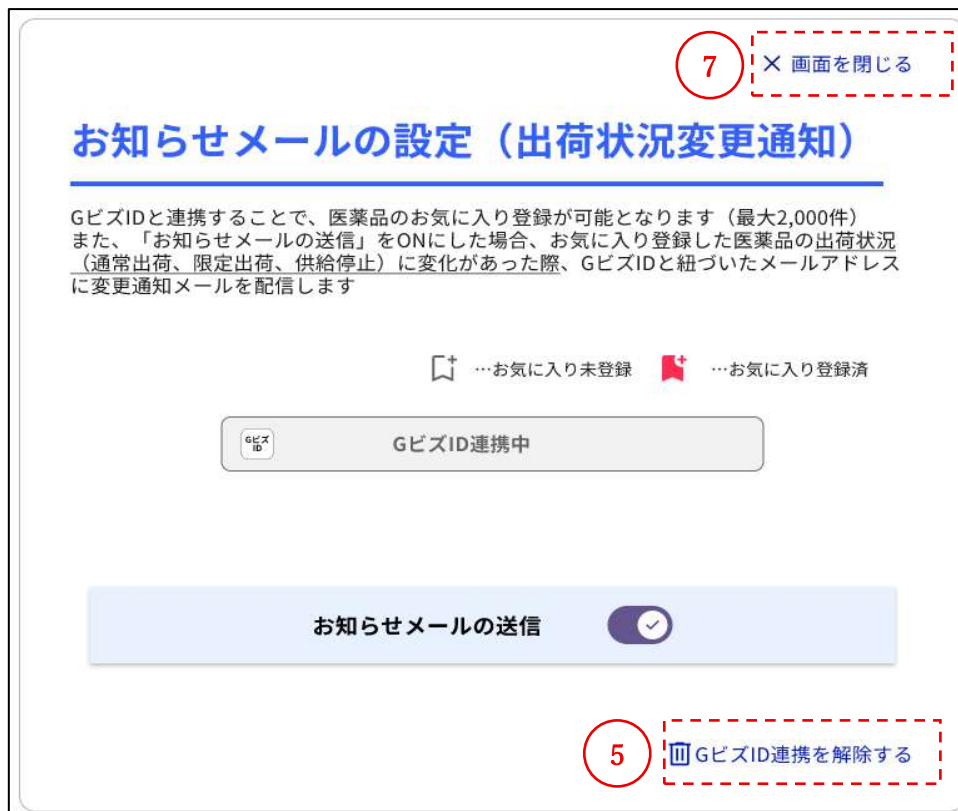 7
× 画面を閉じる
お知らせメールの設定（出荷状況変更通知）
GビズIDと連携することで、医薬品のお気に入り登録が可能となります（最大2,000件）
また、「お知らせメールの送信」をONにした場合、お気に入り登録した医薬品の出荷状況
（通常出荷、限定出荷、供給停止）に変化があった際、GビズIDと紐づいたメールアドレス
に変更通知メールを配信します
…お気に入り未登録 …お気に入り登録済
Gビズ
ID
GビズID連携中
お知らせメールの送信
5
GビズID連携を解除する